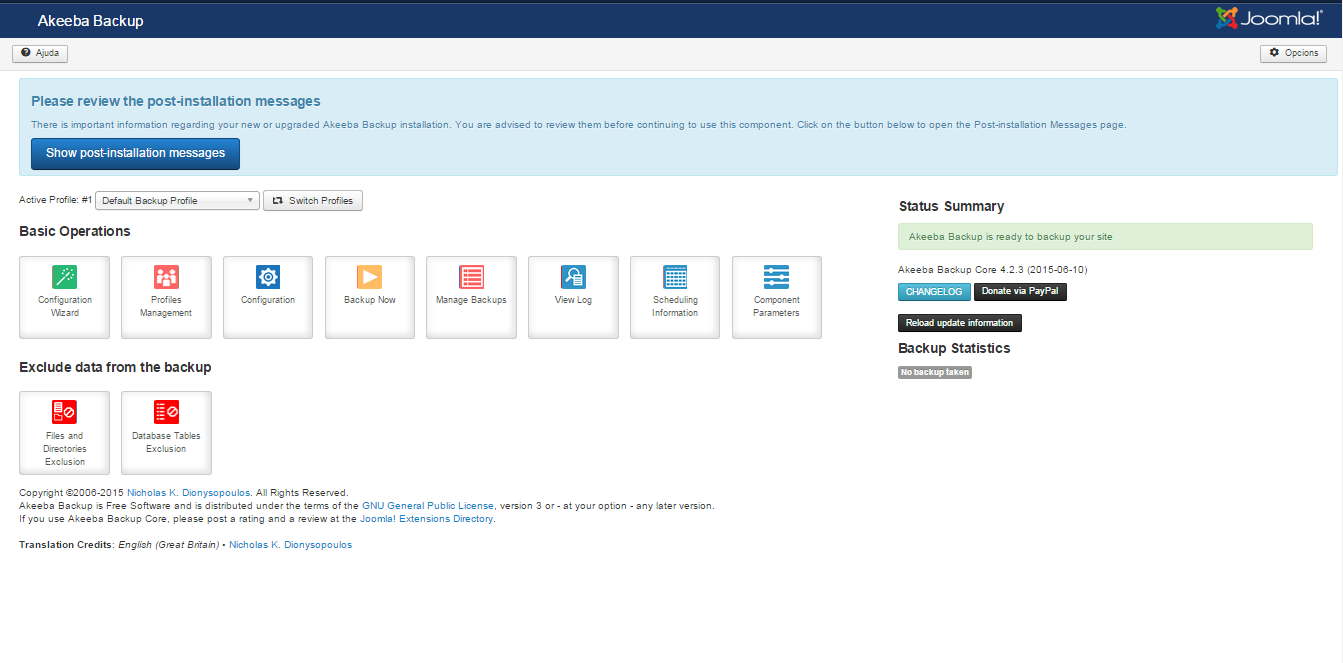 Akeeba Backup
Joomla!®
Ajuda
Opcions
Please review the post-installation messages
There is important information regarding your new or upgraded Akeeba Backup installation. You are advised to review them before continuing to use this component. Click on the button below to open the Post-installation Messages page.
Show post-installation messages
Active Profile: #1 Default Backup Profile Switch Profiles
Basic Operations
Configuration
Wizard
Profiles
Management
Configuration
Backup Now
Manage Backups
View Log
Scheduling
Information
Component
Parameters
Exclude data from the backup
Files and
Directories
Exclusion
Database Tables
Exclusion
Status Summary
Akeeba Backup is ready to backup your site
Akeeba Backup Core 4.2.3 (2015-06-10)
CHANGELOG Donate via PayPal
Reload update information
Backup Statistics
No backup taken
Copyright ©2006-2015 Nicholas K. Dionysopoulos. All Rights Reserved.
Akeeba Backup is Free Software and is distributed under the terms of the GNU General Public License, version 3 or - at your option - any later version.
If you use Akeeba Backup Core, please post a rating and a review at the Joomla! Extensions Directory.
Translation Credits: English (Great Britain) • Nicholas K. Dionysopoulos